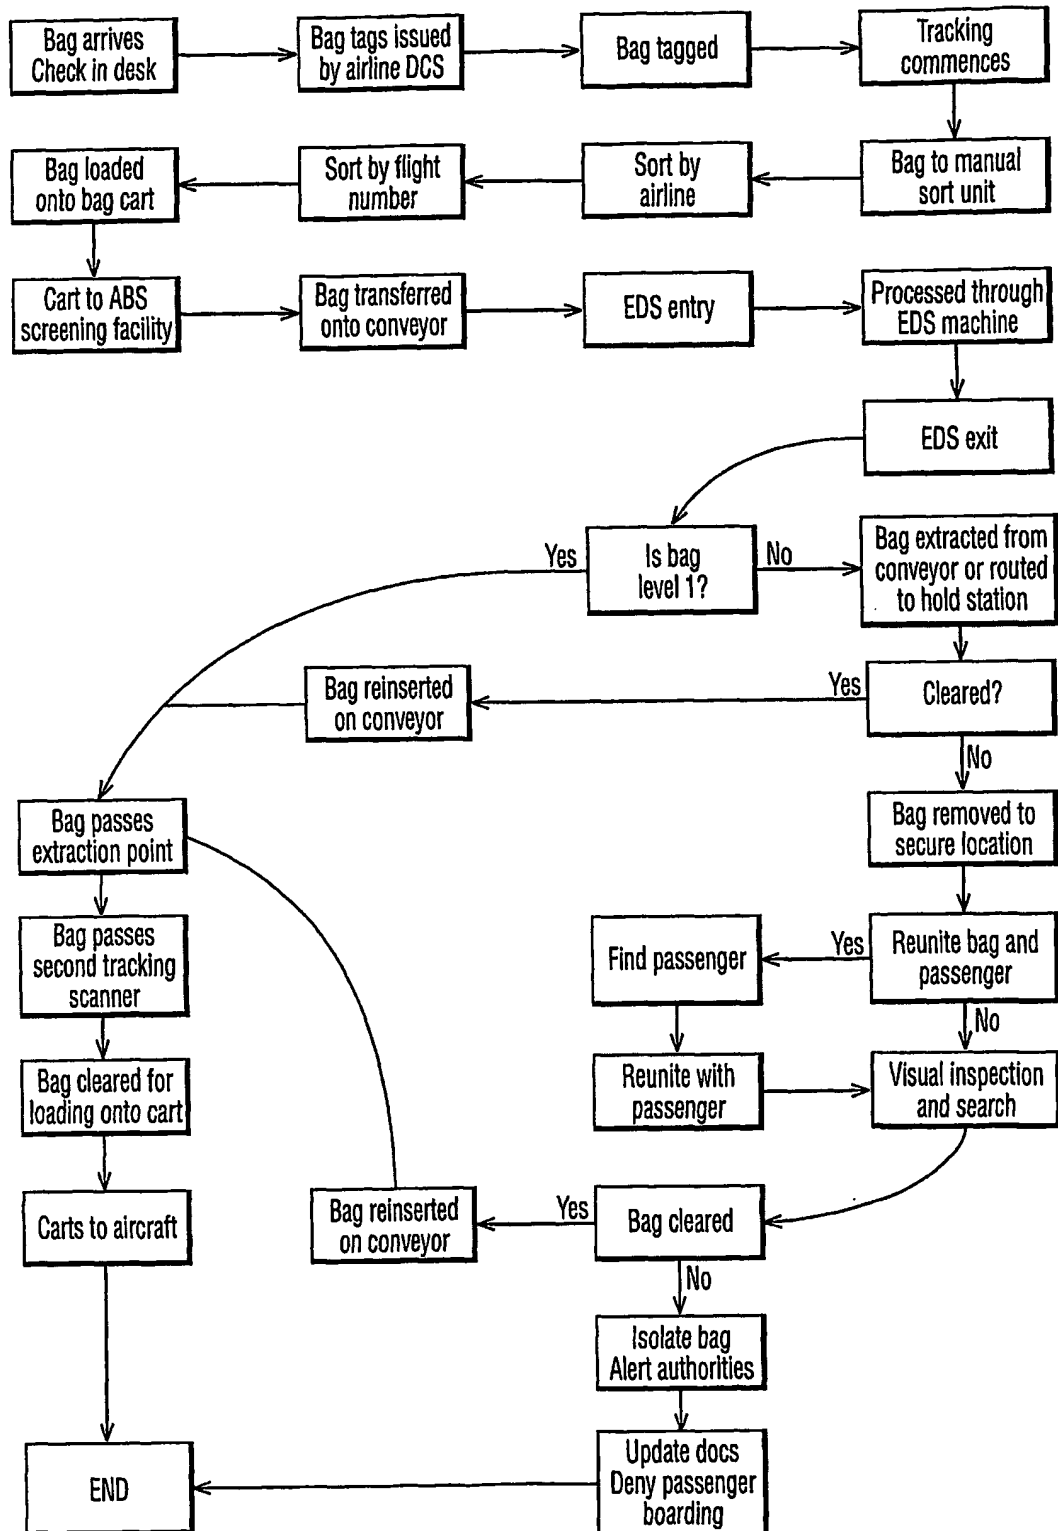 Bag arrives
Check in desk
Bag tags issued
by airline DCS
Bag tagged
Tracking
commences
Bag to manual
sort unit
Sort by
airline
Sort by flight
number
Bag loaded
onto bag cart
Cart to ABS
screening facility
Bag transferred
onto conveyor
EDS entry
Processed through
EDS machine
EDS exit
Is bag
level 1?
Yes
No
Bag extracted from
conveyor or routed
to hold station
Cleared?
Yes
No
Bag reinserted
on conveyor
Bag passes
extraction point
Bag removed to
secure location
Bag passes
second tracking
scanner
Find passenger
Yes
Reunite bag and
passenger
No
Bag cleared for
loading onto cart
Reunite with
passenger
Visual inspection
and search
Carts to aircraft
Bag reinserted
on conveyor
Yes
Bag cleared
No
Isolate bag
Alert authorities
Update docs
Deny passenger
boarding
END